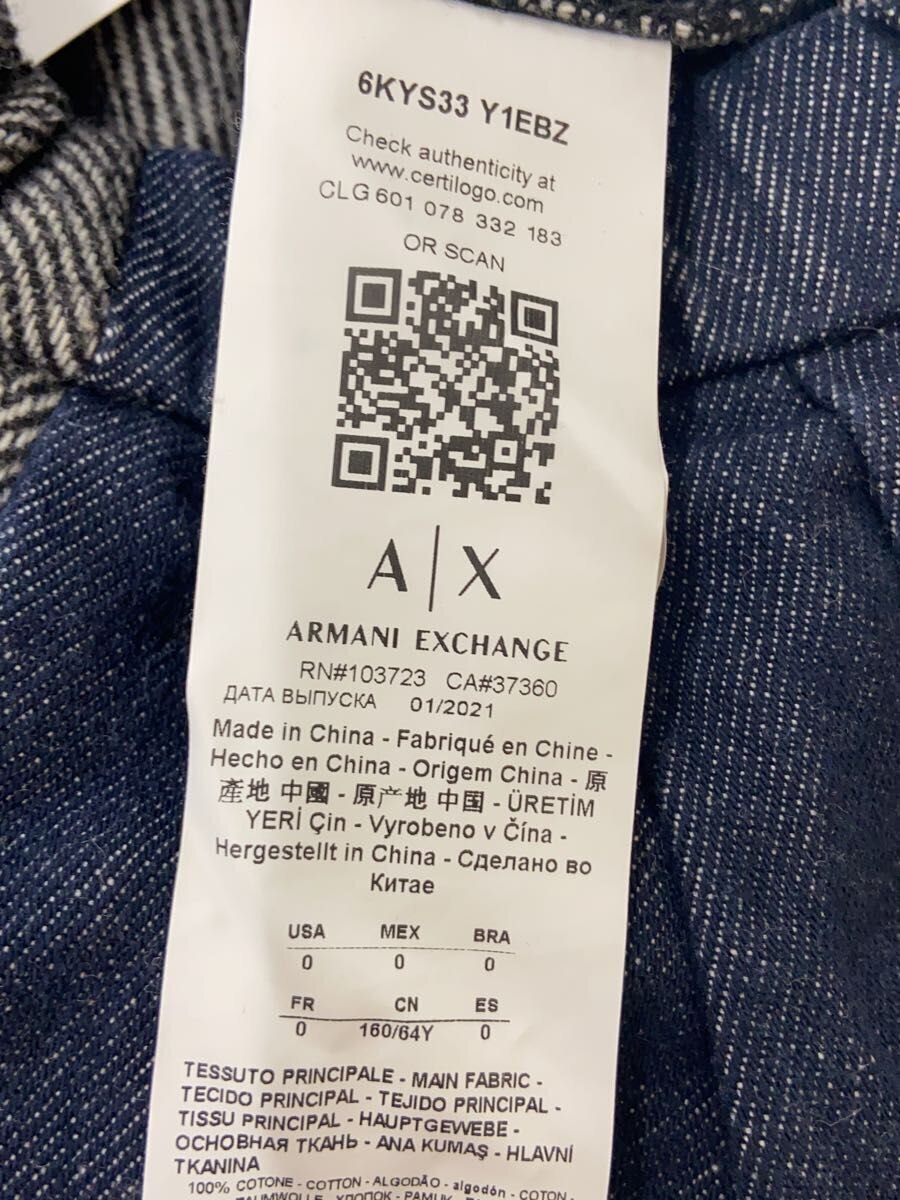 6KYS33 Y1EBZ
Check authenticity at
www.certilogo.com
CLG 601 078 332 183
OR SCAN
A|X
ARMANI EXCHANGE
RN#103723 CA#37360
ДАТА ВЫПУСКА 01/2021
Made in China - Fabriqué en Chine -
Hecho en China - Origem China - 原
產地 中國 - 原产地 中国 - ÜRETİM
YERİ Çin - Vyrobeno v Čína -
Hergestellt in China - Сделано во
Китае
USA MEX BRA
0 0 0
FR CN ES
0 160/64Y 0
TESSUTO PRINCIPALE - MAIN FABRIC -
TECIDO PRINCIPAL - TEJIDO PRINCIPAL -
TISSU PRINCIPAL - HAUPTGEWEBE -
ОСНОВНАЯ ТКАНЬ - ANA KUMAŞ - HLAVNÍ
TKANINA
100% COTONE - COTTON - ALGODÃO - algodón - COTON -
BAUMWOLLE - ХЛОПОК - PAMUK